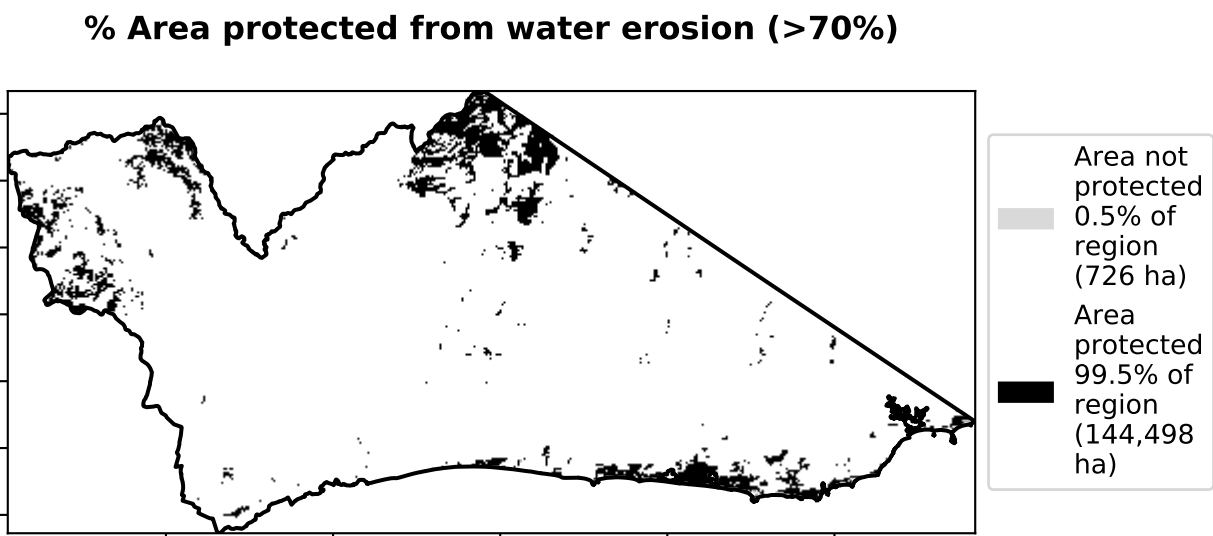 % Area protected from water erosion (>70%)
Area not
protected
0.5% of
region
(726 ha)
Area
protected
99.5% of
region
(144,498
ha)